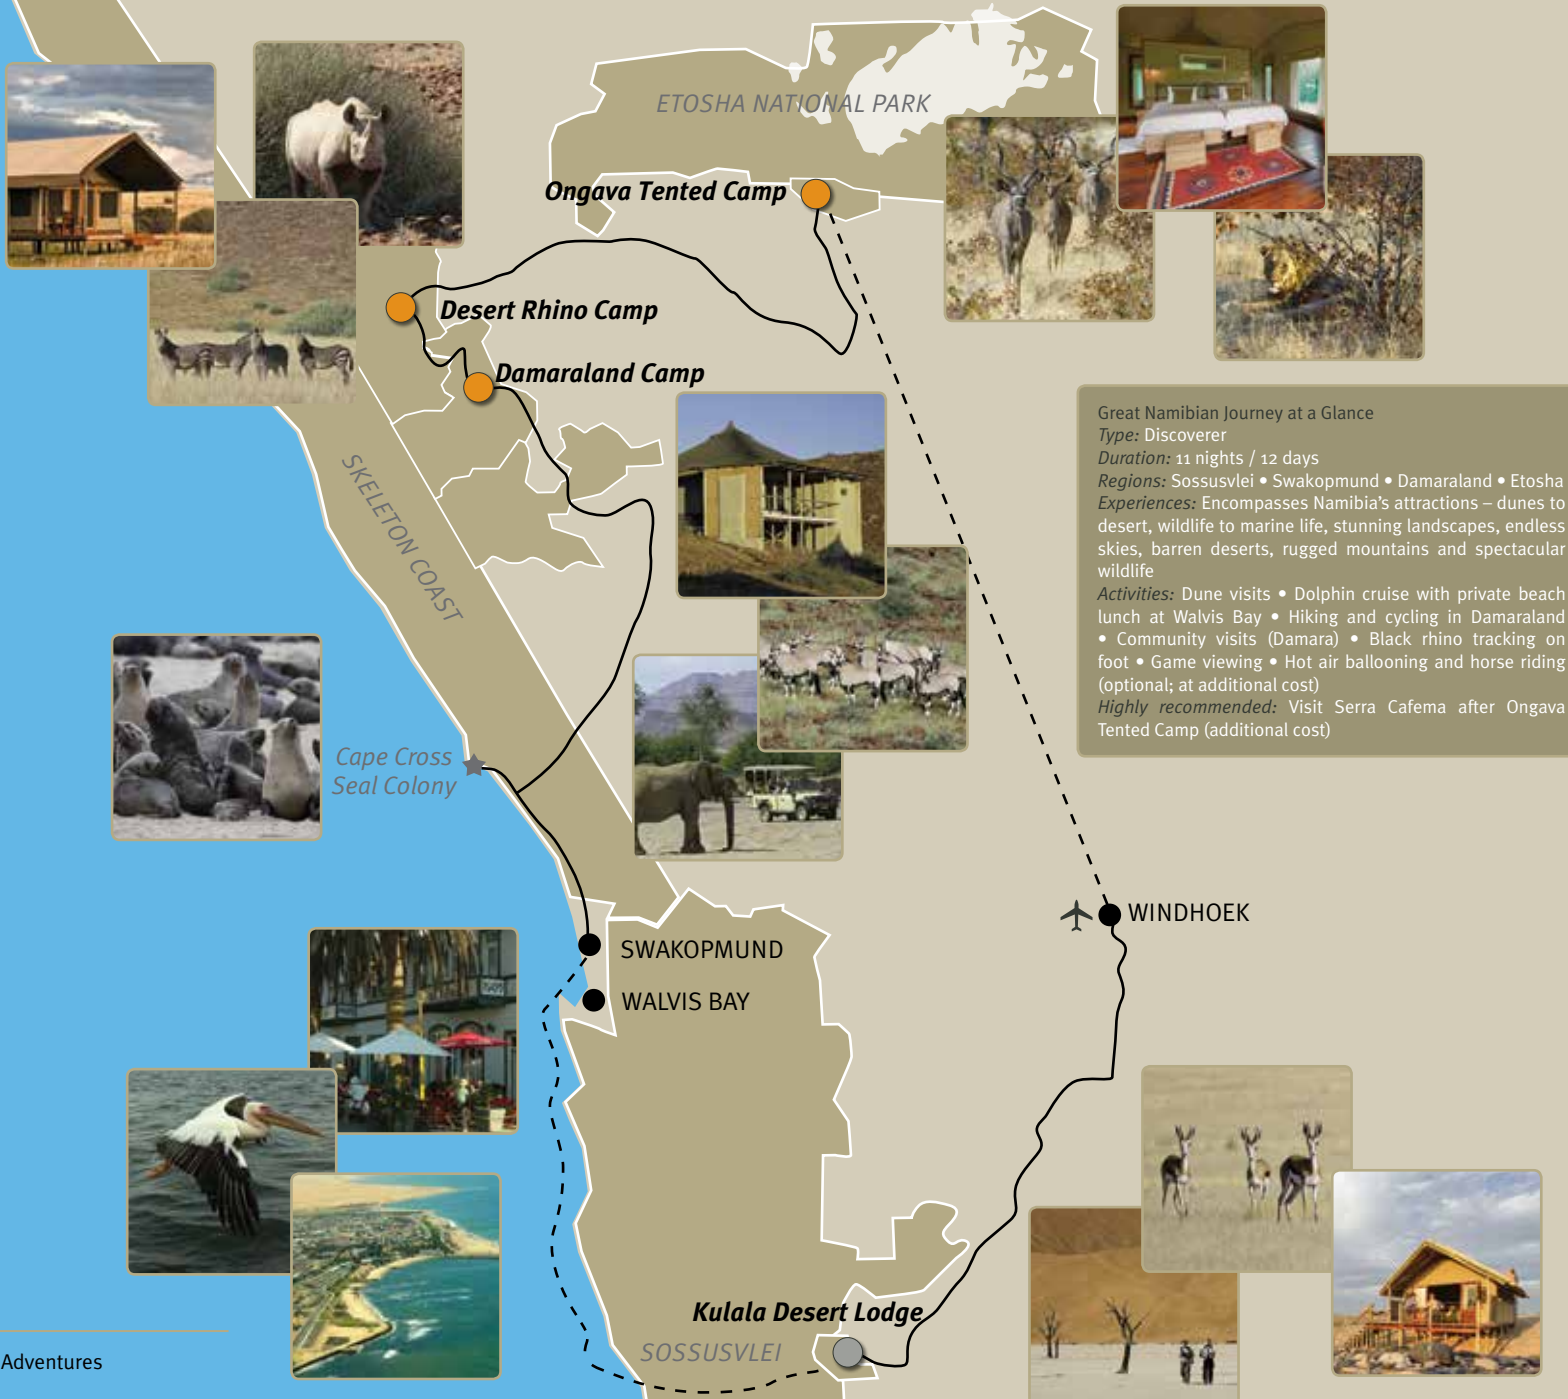 ETOSHA NATIONAL PARK
Ongava Tented Camp
Desert Rhino Camp
Damaraland Camp
SKELETON COAST
Great Namibian Journey at a Glance
Type: Discoverer
Duration: 11 nights / 12 days
Regions: Sossusvlei • Swakopmund • Damaraland • Etosha
Experiences: Encompasses Namibia's attractions – dunes to
desert, wildlife to marine life, stunning landscapes, endless
skies, barren deserts, rugged mountains and spectacular
wildlife
Activities: Dune visits • Dolphin cruise with private beach
lunch at Walvis Bay • Hiking and cycling in Damaraland
• Community visits (Damara) • Black rhino tracking on
foot • Game viewing • Hot air ballooning and horse riding
(optional; at additional cost)
Highly recommended: Visit Serra Cafema after Ongava
Tented Camp (additional cost)
Cape Cross
Seal Colony
WINDHOEK
SWAKOPMUND
WALVIS BAY
Kulala Desert Lodge
SOSSUSVLEI
Adventures